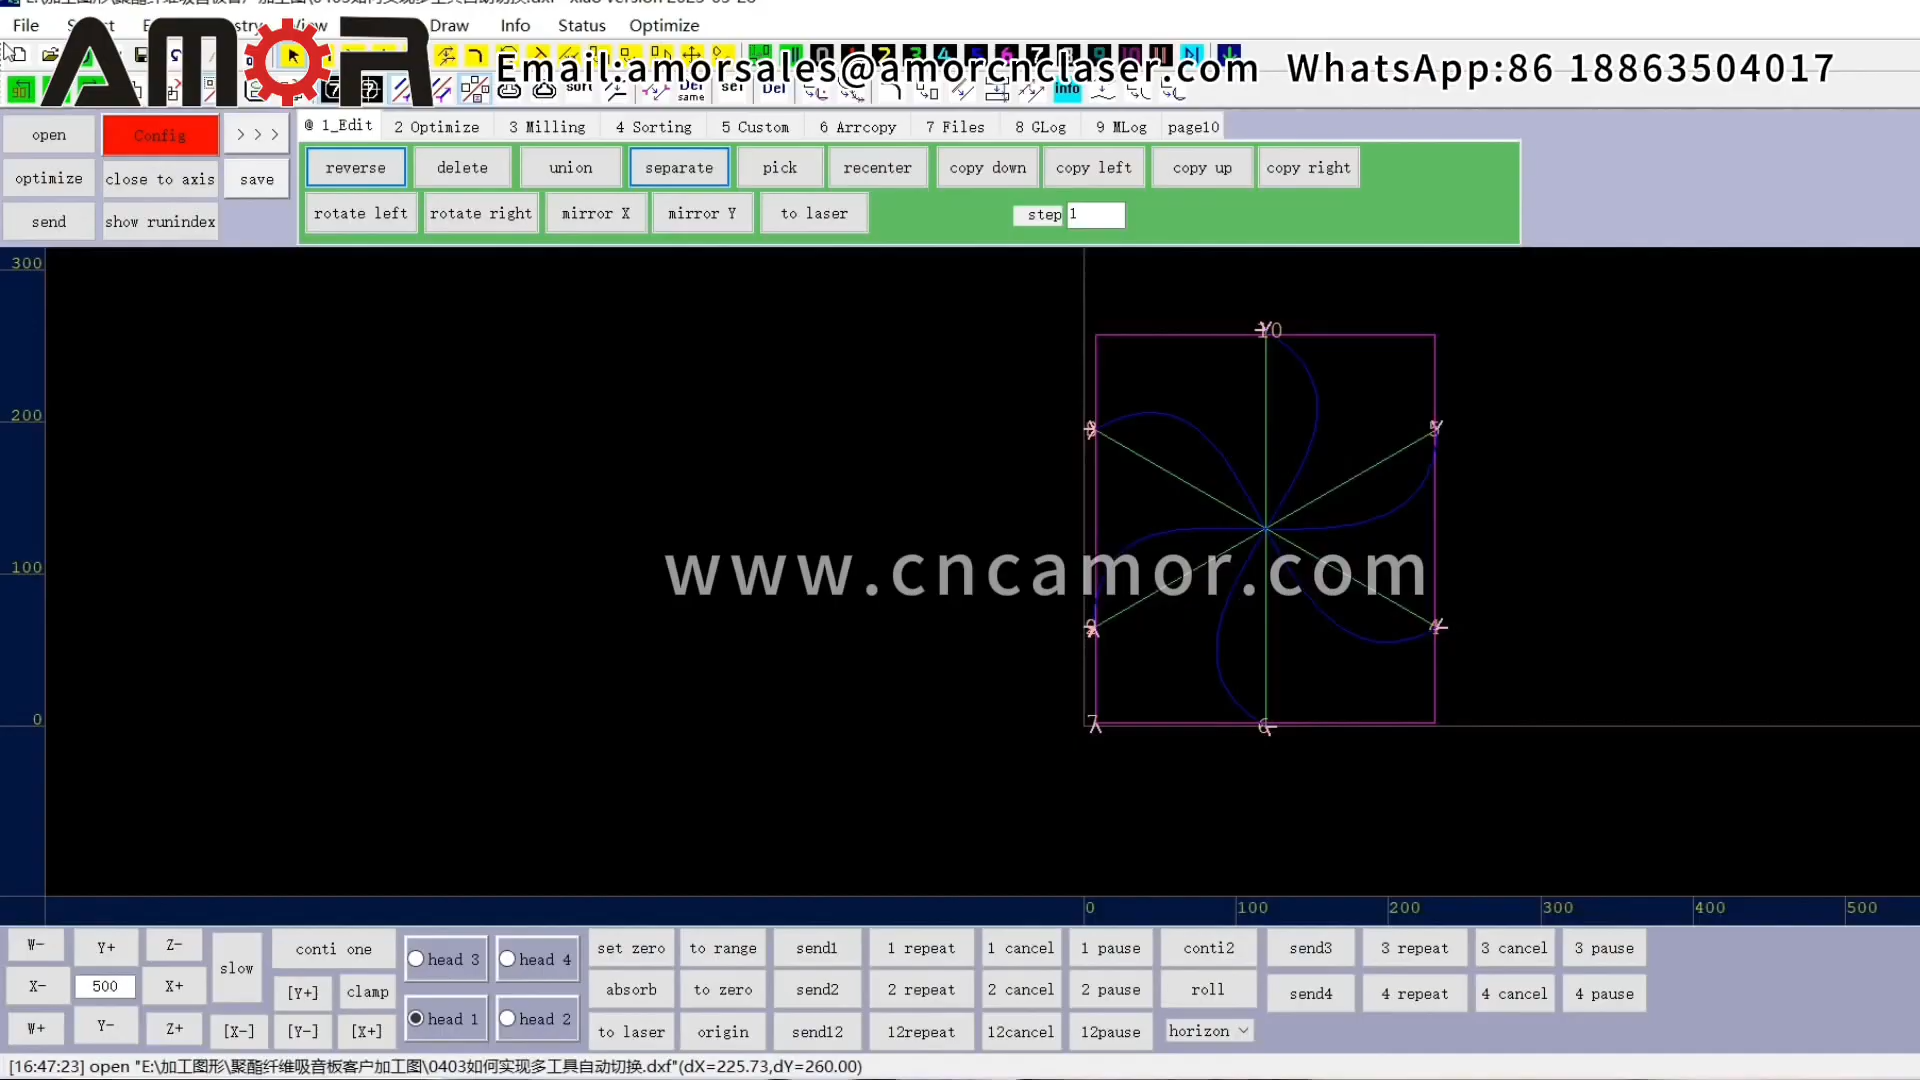 File
Draw
Info
Status
Optimize
AMOR
Email:amorsales@amorcnclaser.com WhatsApp:86 18863504017
open
Config
> > >
optimize
close to axis
save
send
show runindex
@ 1_Edit
2 Optimize
3 Milling
4 Sorting
5 Custom
6 Arrcopy
7 Files
8 GLog
9 MLog
page10
reverse
delete
union
separate
pick
recenter
copy down
copy left
copy up
copy right
rotate left
rotate right
mirror X
mirror Y
to laser
step 1
300
200
100
0
www.cncamor.com
0
100
200
300
400
500
W-
Y+
Z-
slow
conti one
head 3
head 4
set zero
to range
send1
1 repeat
1 cancel
1 pause
conti2
send3
3 repeat
3 cancel
3 pause
X-
500
X+
[Y+]
clamp
absorb
to zero
send2
2 repeat
2 cancel
2 pause
roll
send4
4 repeat
4 cancel
4 pause
W+
Y-
Z+
[X-]
[Y-]
[X+]
head 1
head 2
to laser
origin
send12
12repeat
12cancel
12pause
horizon
[16:47:23] open "E:\加工图形\聚酯纤维吸音板客户加工图\0403如何实现多工具自动切换.dxf"(dX=225.73,dY=260.00)